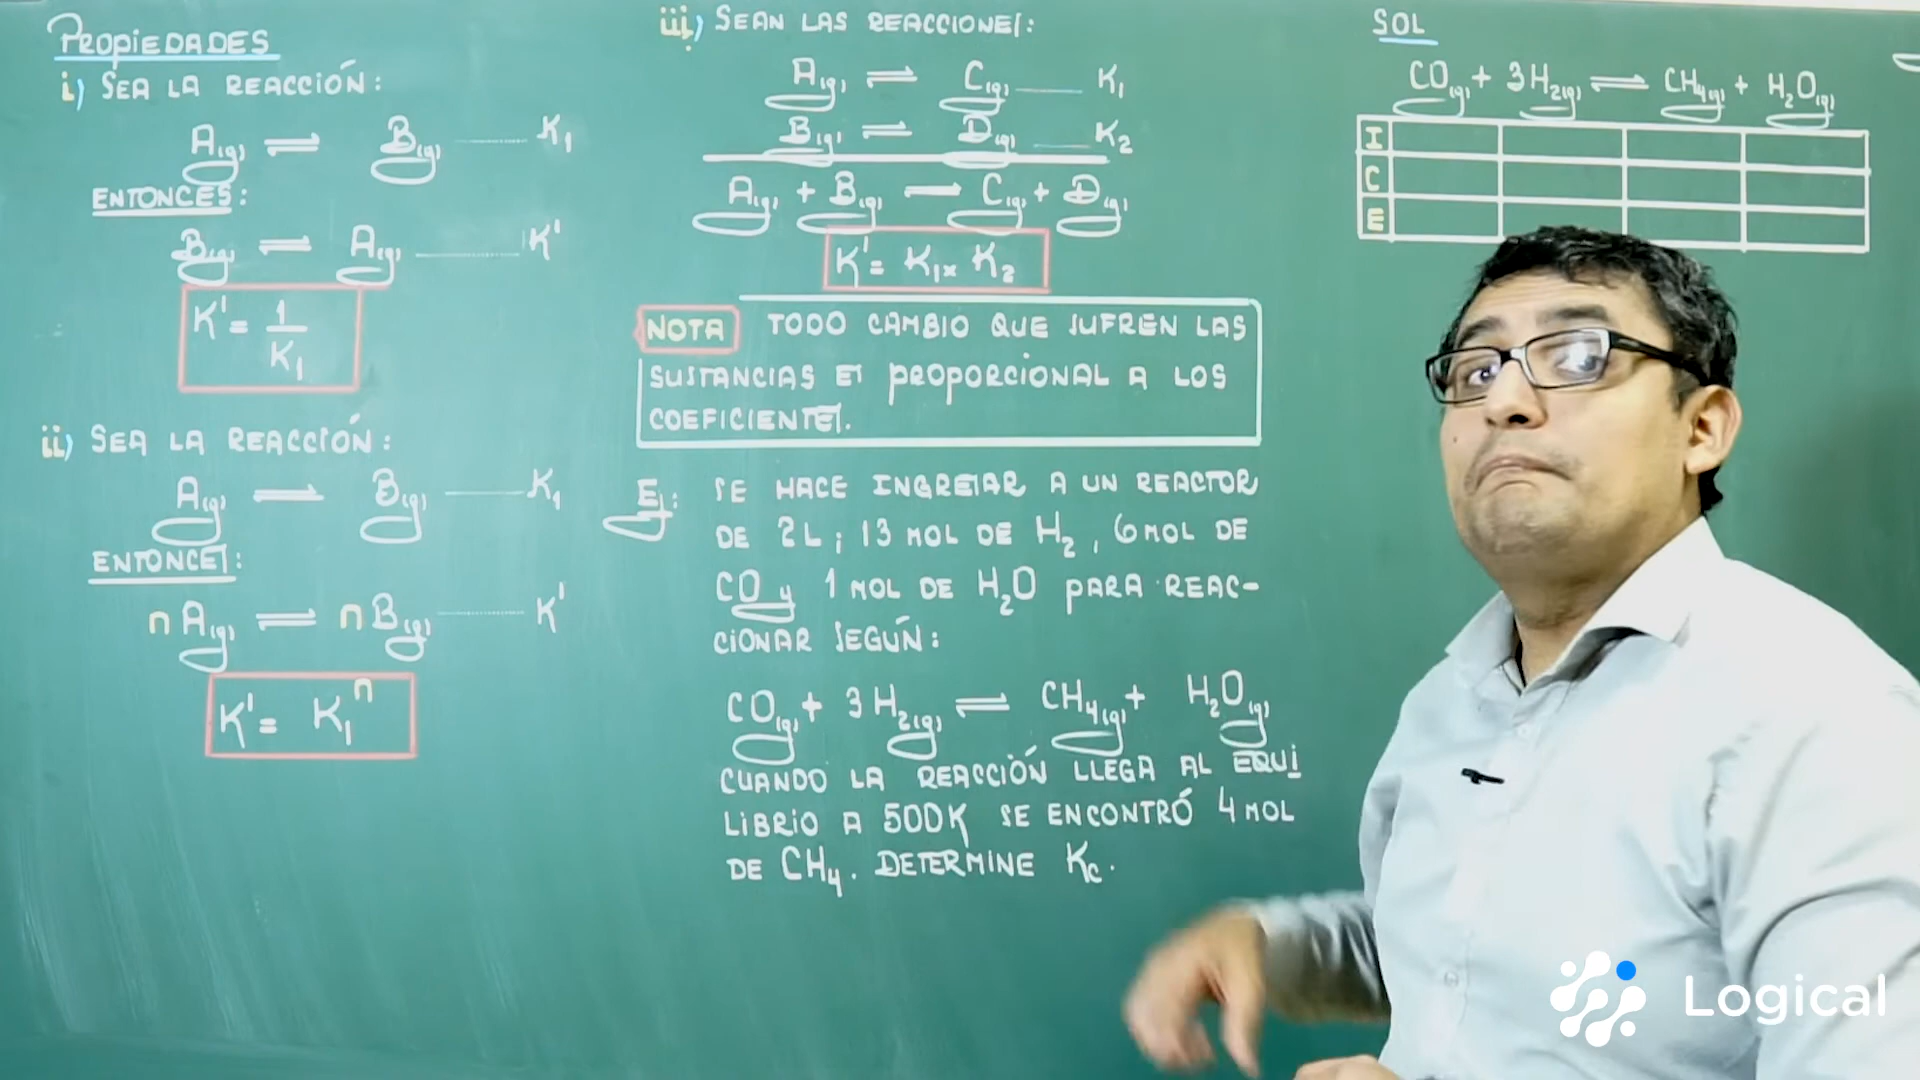 PROPIEDADES
i) SEA LA REACCIÓN:
A(g) ⇌ B(g) ........ K1
ENTONCES:
B(g) ⇌ A(g) ........ K'
K' = 1/K1
ii) SEA LA REACCIÓN:
A(g) ⇌ B(g) ——— K1
ENTONCES:
nA(g) ⇌ nB(g) ........ K'
K' = K1^n
iii) SEAN LAS REACCIONES:
A(g) ⇌ C(g) ——— K1
B(g) ⇌ D(g) ——— K2
A(g) + B(g) ⇌ C(g) + D(g)
K' = K1 x K2
NOTA TODO CAMBIO QUE SUFREN LAS
SUSTANCIAS ES PROPORCIONAL A LOS
COEFICIENTES.
Ej: SE HACE INGRESAR A UN REACTOR
DE 2L; 13 MOL DE H2, 6 MOL DE
CO y 1 MOL DE H2O PARA REAC-
CIONAR SEGÚN:
CO(g) + 3H2(g) ⇌ CH4(g) + H2O(g)
CUANDO LA REACCIÓN LLEGA AL EQUI
LIBRIO A 500K SE ENCONTRÓ 4 MOL
DE CH4. DETERMINE Kc.
SOL
CO(g) + 3H2(g) ⇌ CH4(g) + H2O(g)
I
C
E
Logical